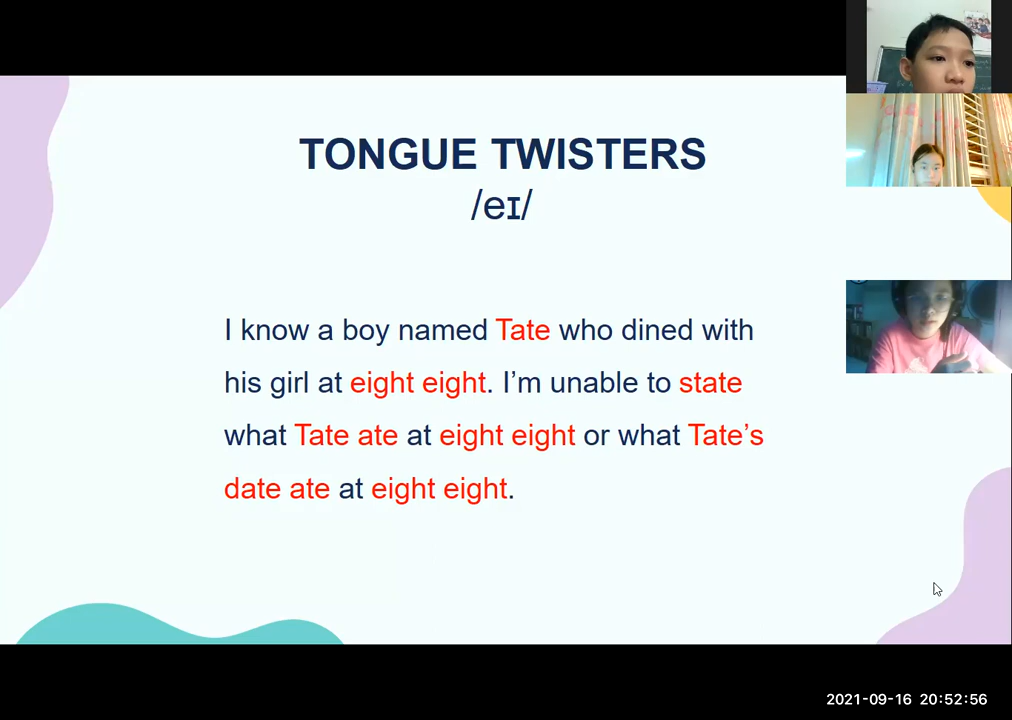 TONGUE TWISTERS
/eɪ/
I know a boy named Tate who dined with
his girl at eight eight. I’m unable to state
what Tate ate at eight eight or what Tate’s
date ate at eight eight.
2021-09-16 20:52:56